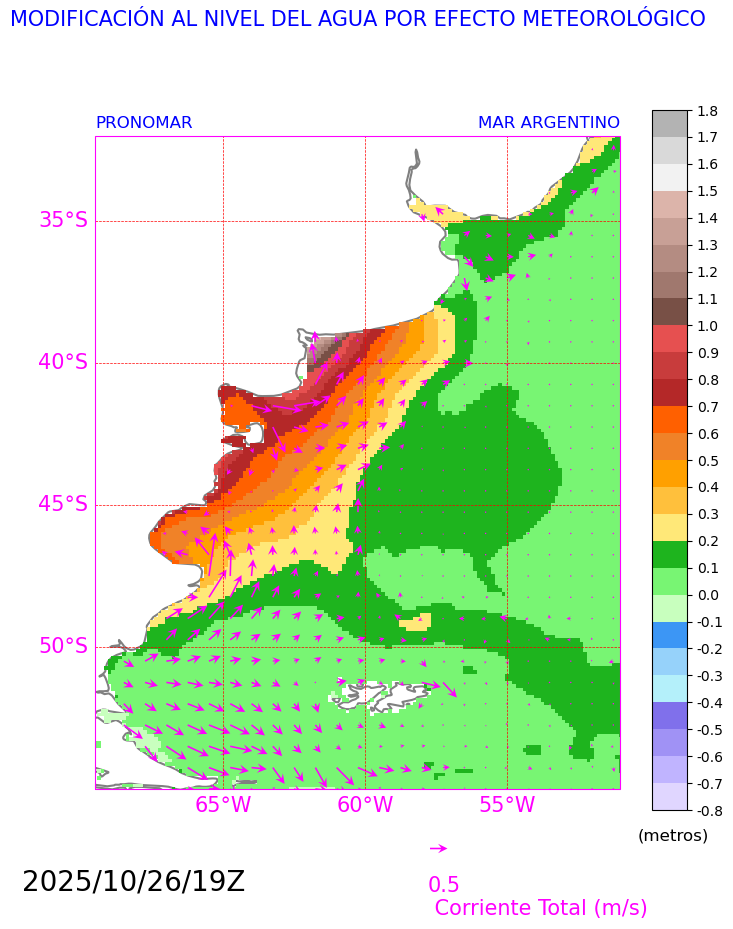 MODIFICACIÓN AL NIVEL DEL AGUA POR EFECTO METEOROLÓGICO
PRONOMAR MAR ARGENTINO
35°S
40°S
45°S
50°S
65°W 60°W 55°W
1.8
1.7
1.6
1.5
1.4
1.3
1.2
1.1
1.0
0.9
0.8
0.7
0.6
0.5
0.4
0.3
0.2
0.1
0.0
-0.1
-0.2
-0.3
-0.4
-0.5
-0.6
-0.7
-0.8
(metros)
0.5
Corriente Total (m/s)
2025/10/26/19Z